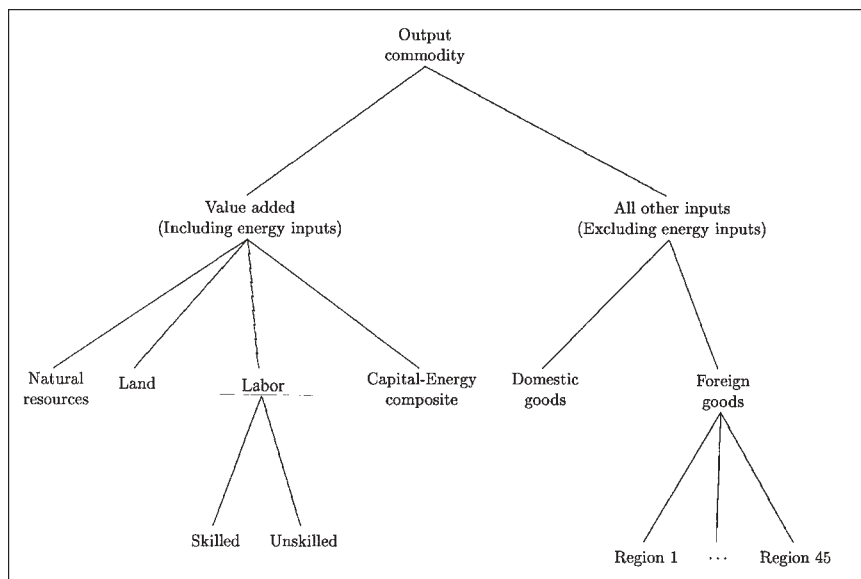 Output
commodity
Value added
(Including energy inputs)
All other inputs
(Excluding energy inputs)
Natural
resources
Land
Labor
Capital-Energy
composite
Domestic
goods
Foreign
goods
Skilled
Unskilled
Region 1
...
Region 45